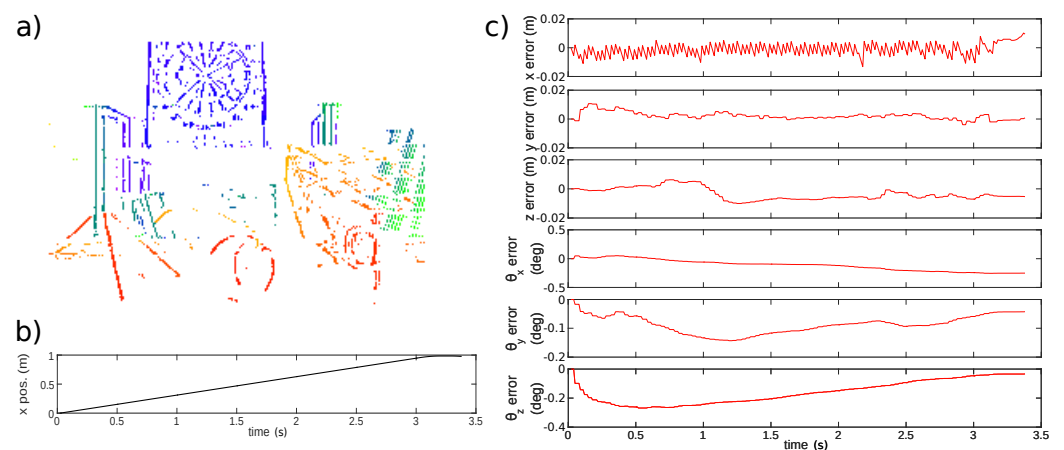 a)
b)
x pos. (m)
1
0.5
0
0 0.5 1 1.5 2 2.5 3 3.5
time (s)
c)
x error (m)
0.02
0
-0.02
y error (m)
0.02
0
-0.02
z error (m)
0.02
0
-0.02
θx error
(deg)
0.5
0
-0.5
θy error
(deg)
0
-0.1
-0.2
θz error
(deg)
0
-0.2
-0.4
0 0.5 1 1.5 2 2.5 3 3.5
time (s)